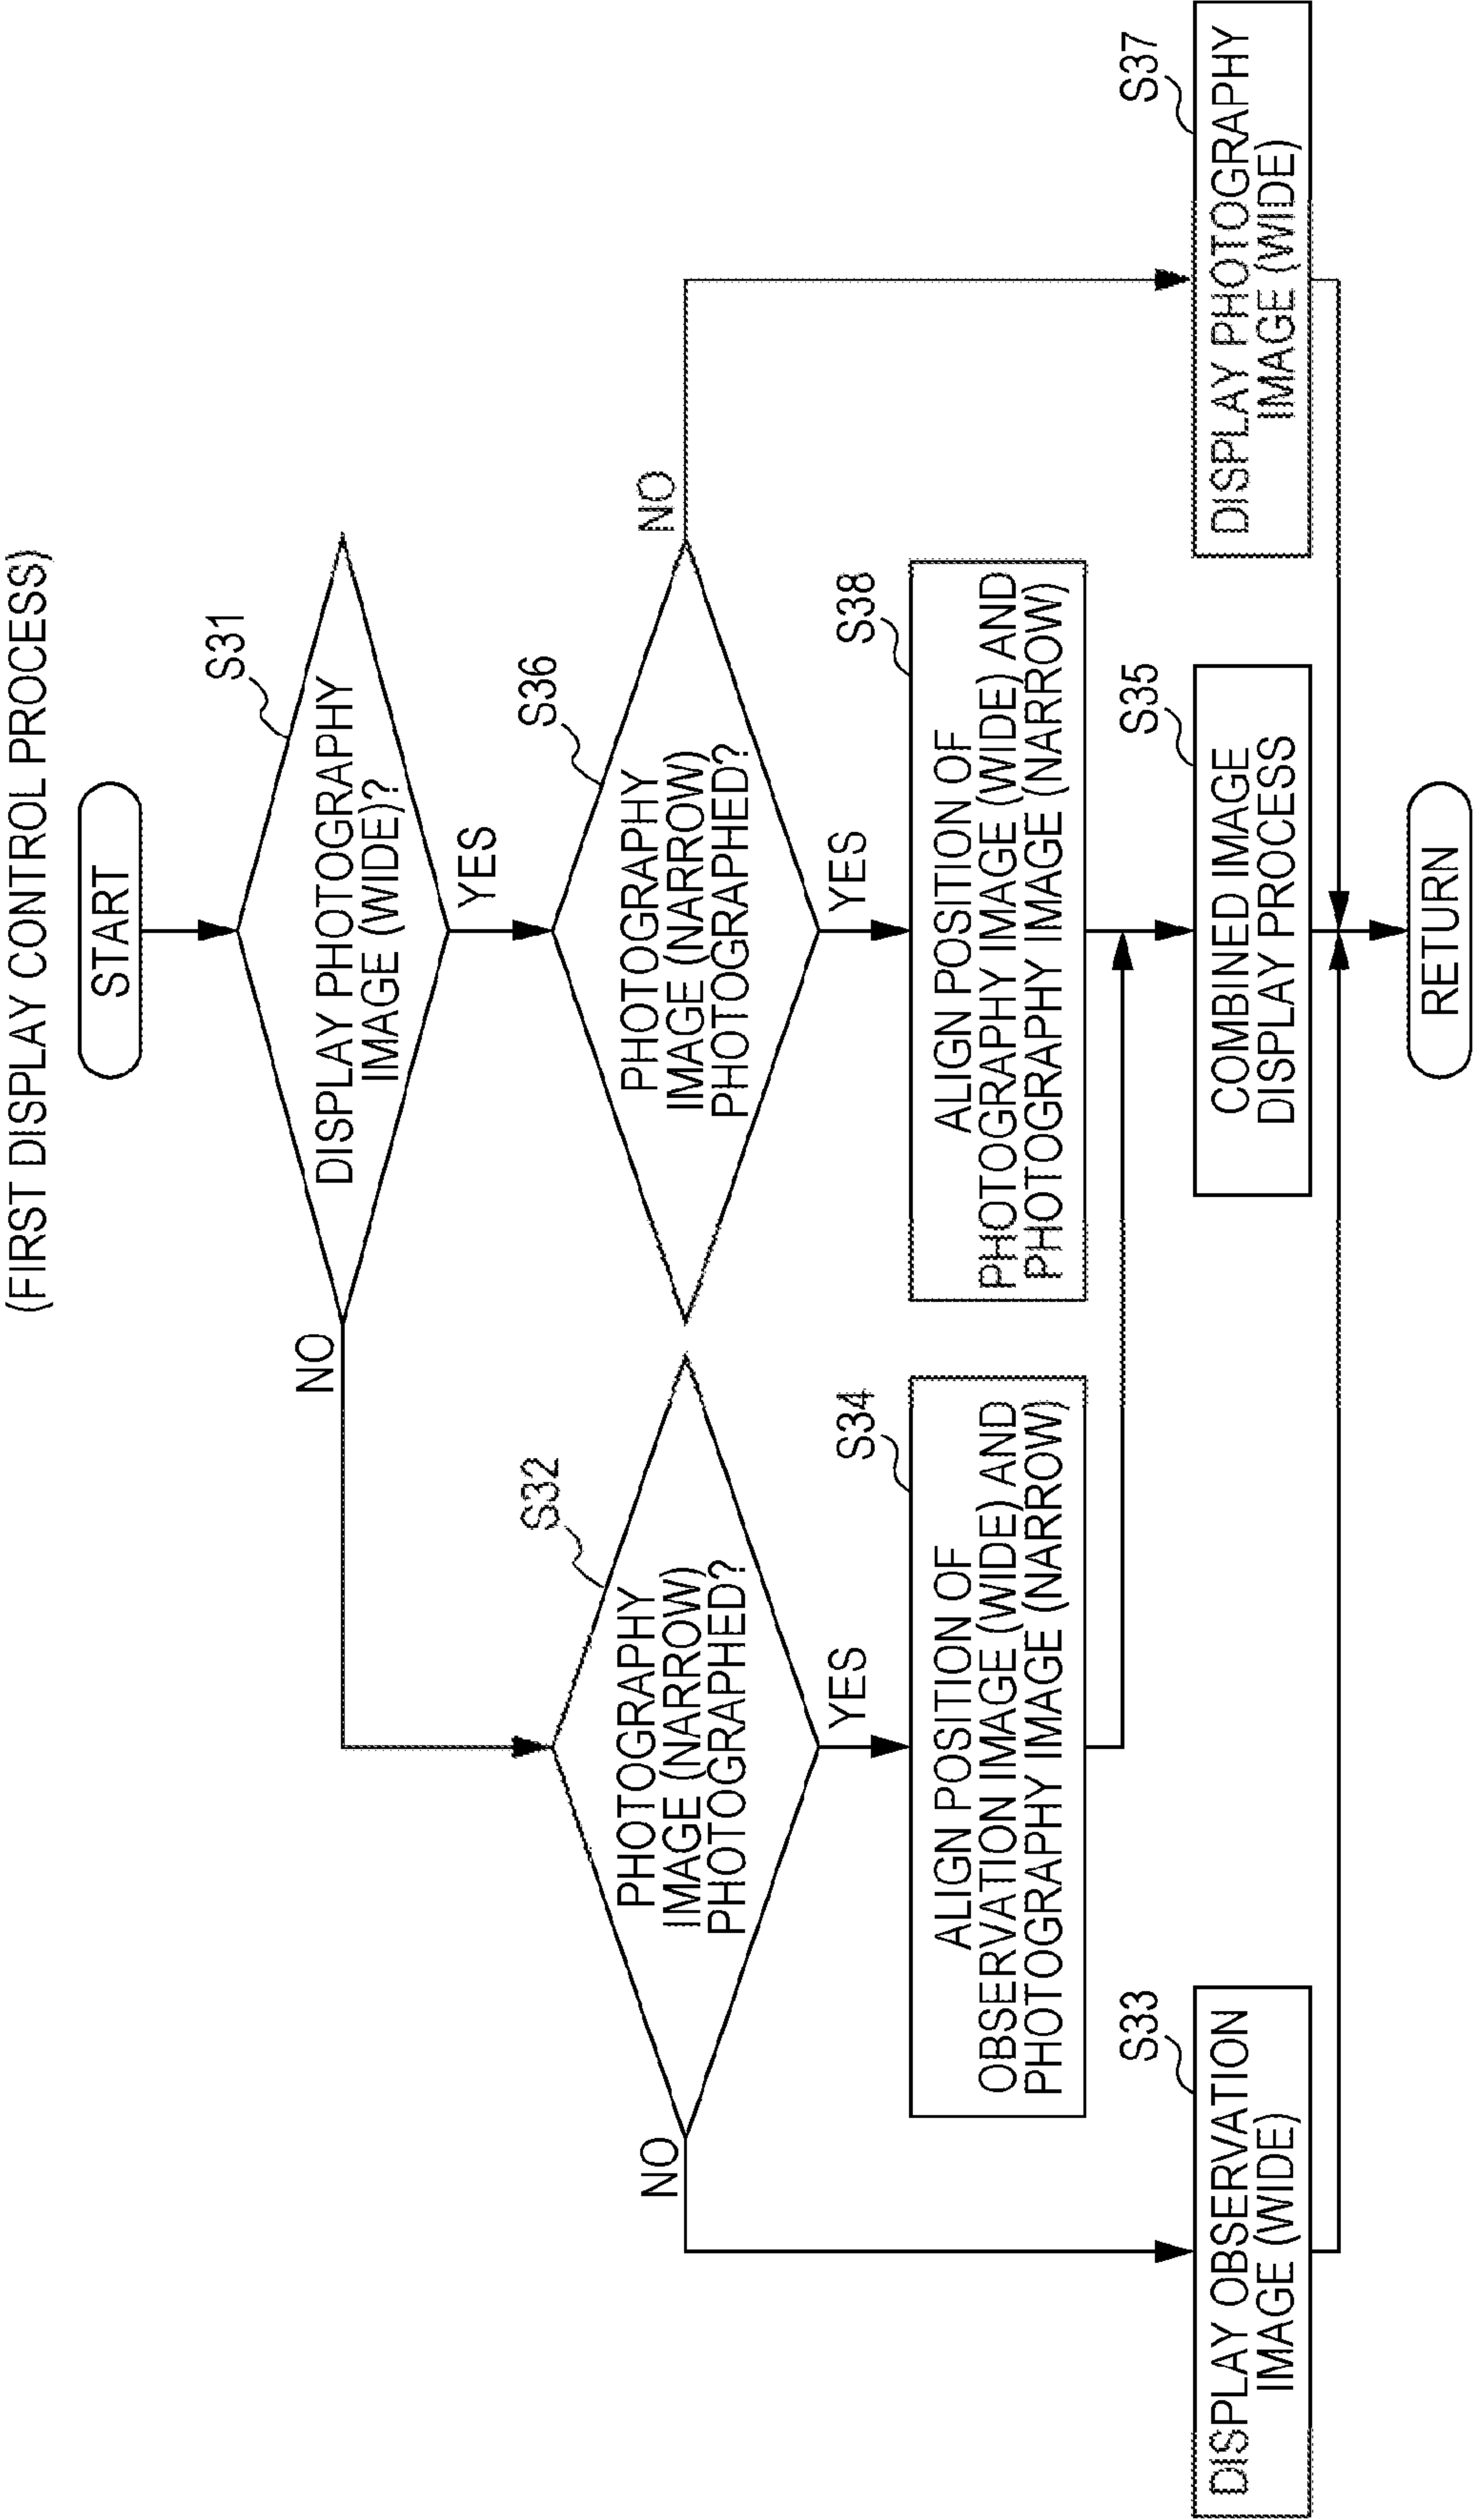 (FIRST DISPLAY CONTROL PROCESS)
START
S31
DISPLAY PHOTOGRAPHY
IMAGE (WIDE)?
NO
YES
S32
PHOTOGRAPHY
IMAGE (NARROW)
PHOTOGRAPHED?
S36
PHOTOGRAPHY
IMAGE (NARROW)
PHOTOGRAPHED?
NO
NO
YES
YES
S34
ALIGN POSITION OF
OBSERVATION IMAGE (WIDE) AND
PHOTOGRAPHY IMAGE (NARROW)
S38
ALIGN POSITION OF
PHOTOGRAPHY IMAGE (WIDE) AND
PHOTOGRAPHY IMAGE (NARROW)
S33
DISPLAY OBSERVATION
IMAGE (WIDE)
S35
COMBINED IMAGE
DISPLAY PROCESS
S37
DISPLAY PHOTOGRAPHY
IMAGE (WIDE)
RETURN